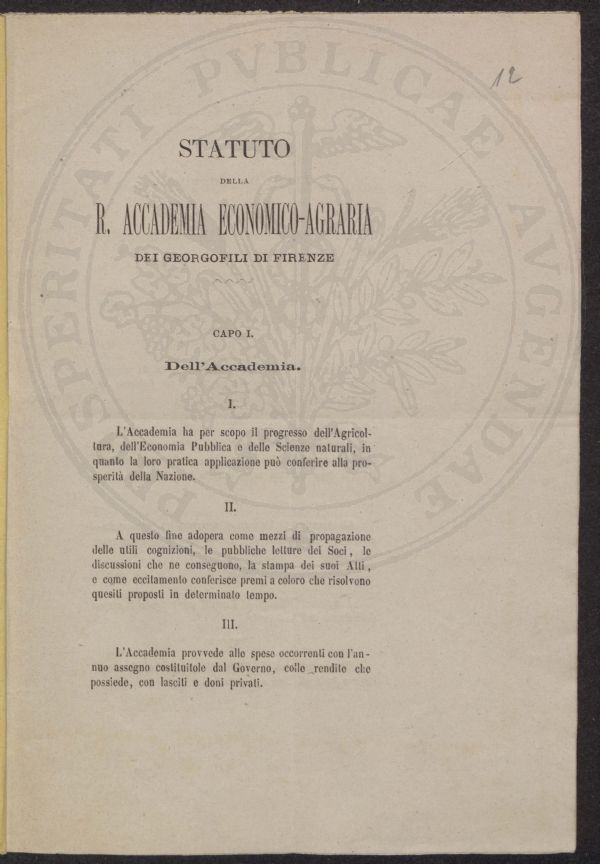 12
PROSPERITATI PVBLICAE AVGENDAE
STATUTO
DELLA
R. ACCADEMIA ECONOMICO-AGRARIA
DEI GEORGOFILI DI FIRENZE
CAPO I.
Dell'Accademia.
I.
L'Accademia ha per scopo il progresso dell'Agricol-
tura, dell'Economia Pubblica e delle Scienze naturali, in
quanto la loro pratica applicazione può conferire alla pro-
sperità della Nazione.
II.
A questo fine adopera come mezzi di propagazione
delle utili cognizioni, le pubbliche letture dei Soci, le
discussioni che ne conseguono, la stampa dei suoi Atti,
e come eccitamento conferisce premi a coloro che risolvono
quesiti proposti in determinato tempo.
III.
L'Accademia provvede alle spese occorrenti con l'an-
nuo assegno costituitole dal Governo, colle rendite che
possiede, con lasciti e doni privati.